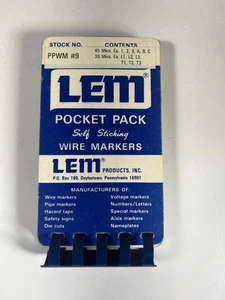 STOCK NO. CONTENTS
PPWM #9 45 Mkrs. Ea. 1, 2, 3, A, B, C
30 Mkrs. Ea. L1, L2, L3,
T1, T2, T3
LEM®
POCKET PACK
Self Sticking
WIRE MARKERS
LEM® PRODUCTS, INC.
P.O. Box 190, Doylestown, Pennsylvania 18901
MANUFACTURERS OF:
Wire markers Voltage markers
Pipe markers Numbers/Letters
Hazard tape Special markers
Safety signs Aisle markers
Die cuts Nameplates